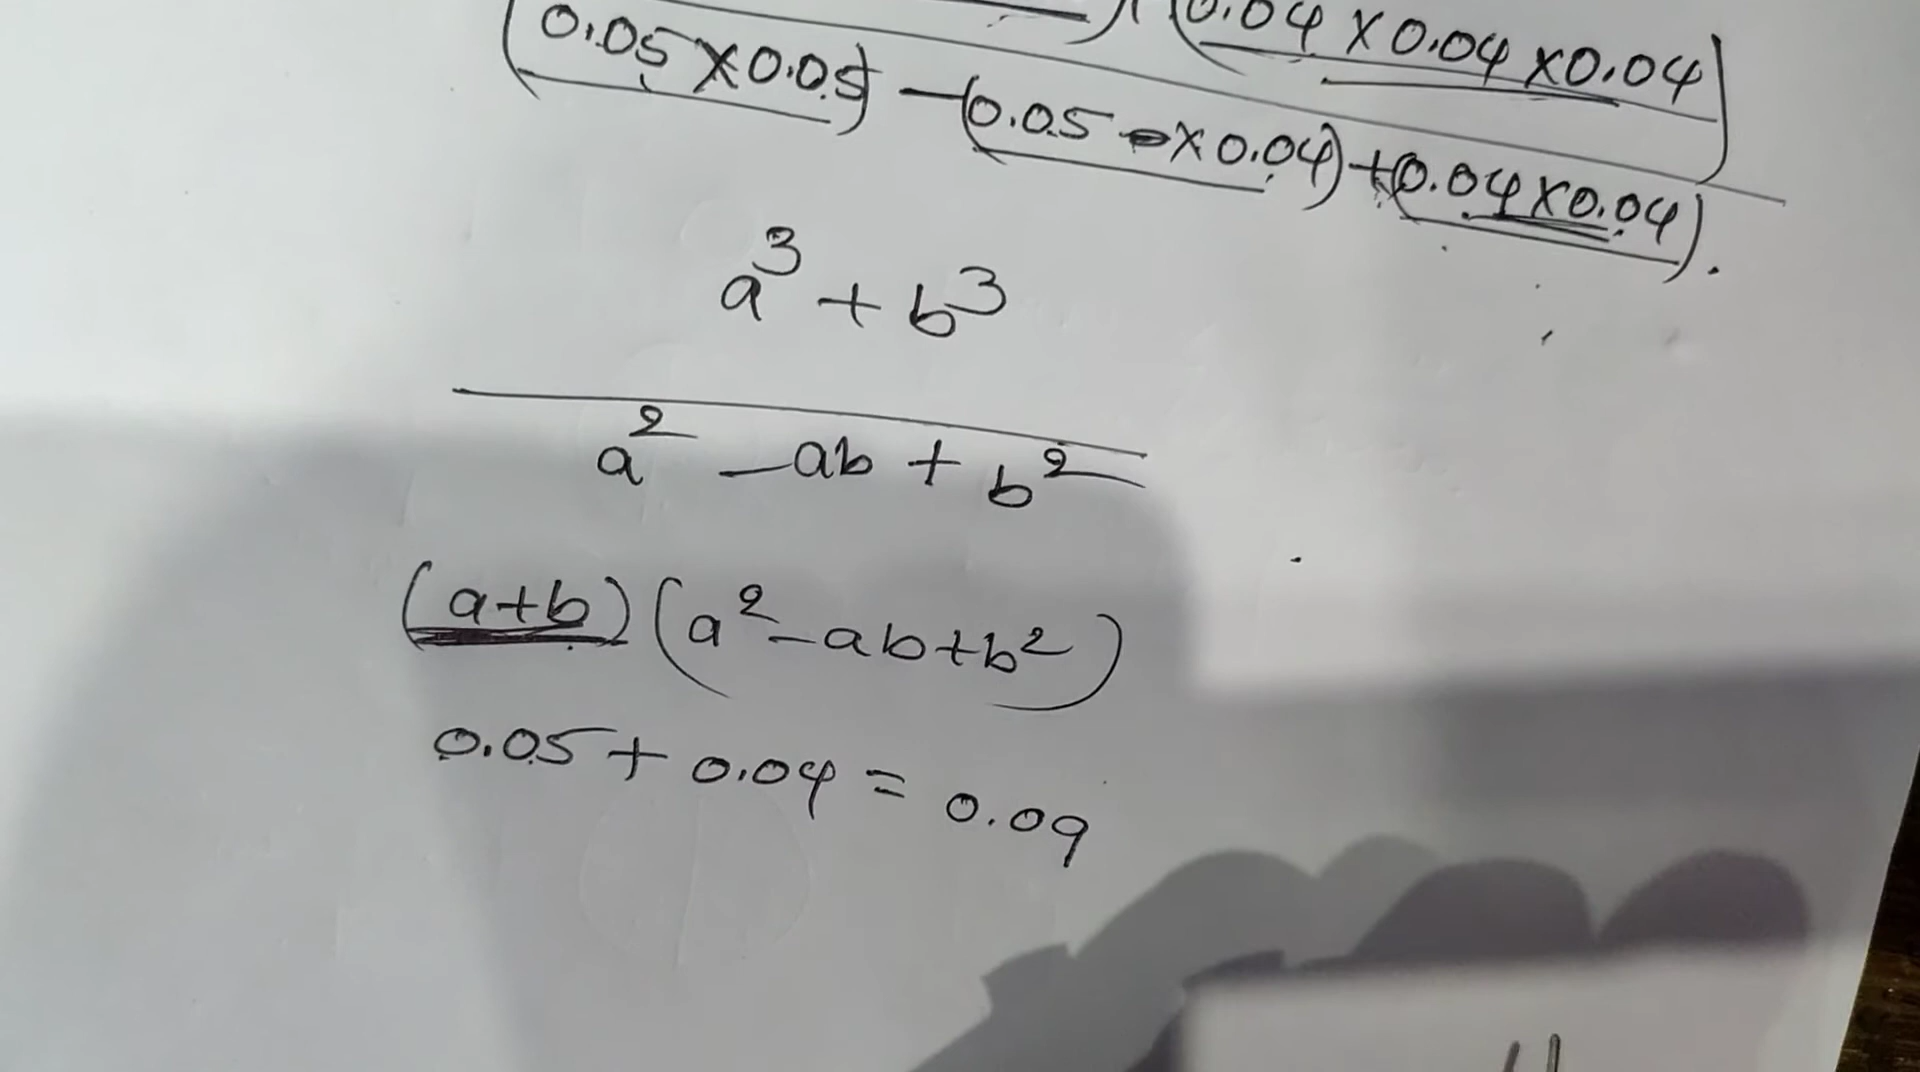 (0.04 × 0.04 × 0.04)
(0.05 × 0.05) - (0.05 × 0.04) + (0.04 × 0.04).
a³ + b³
a² - ab + b²
(a+b) (a² - ab + b²)
0.05 + 0.04 = 0.09